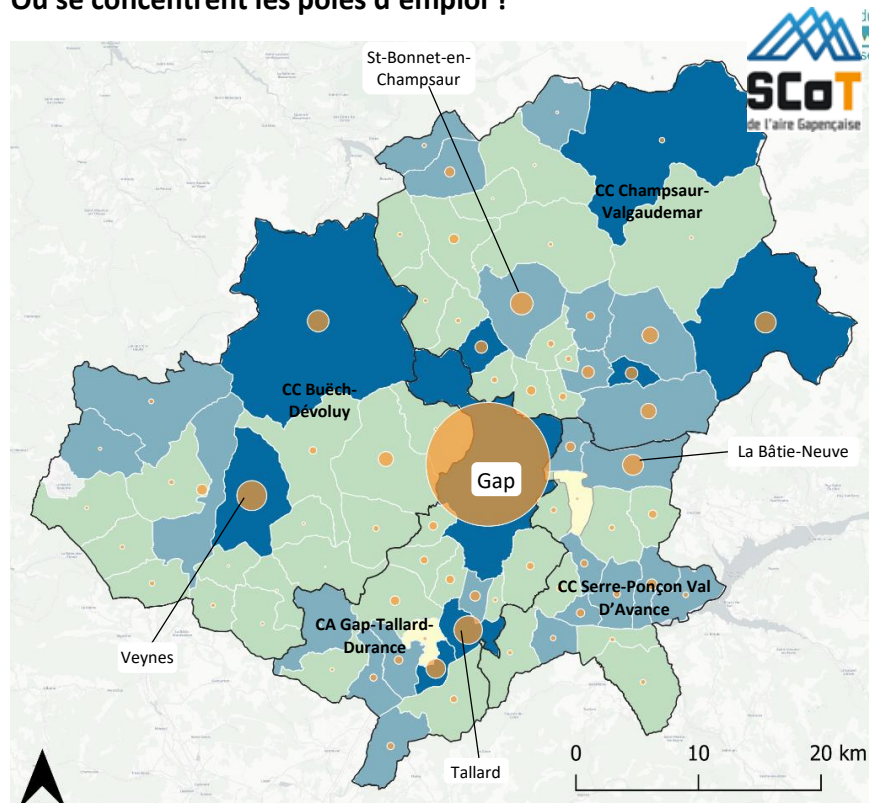 Où se concentrent les pôles d'emploi ?
SCoT
de l'aire Gapençaise
St-Bonnet-en-
Champsaur
CC Champsaur-
Valgaudemar
CC Buëch-
Dévoluy
La Bâtie-Neuve
Gap
CC Serre-Ponçon Val
D'Avance
CA Gap-Tallard-
Durance
Veynes
Tallard
0 10 20 km